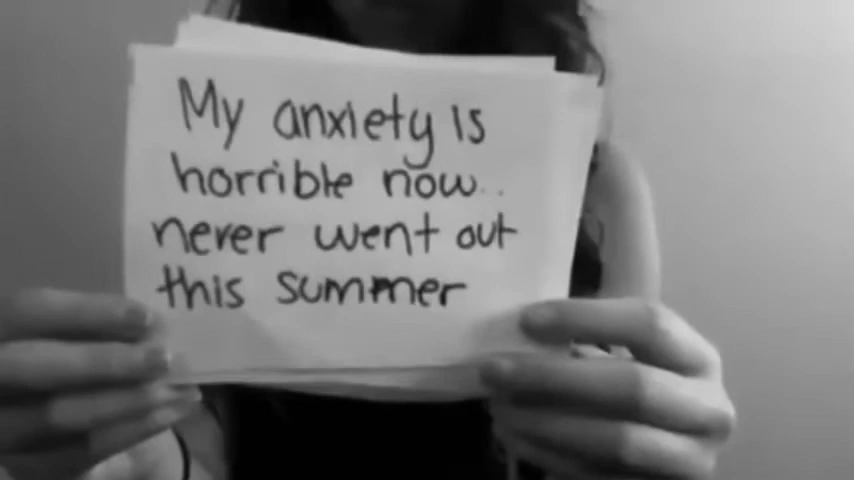 My anxiety is
horrible now..
never went out
this summer